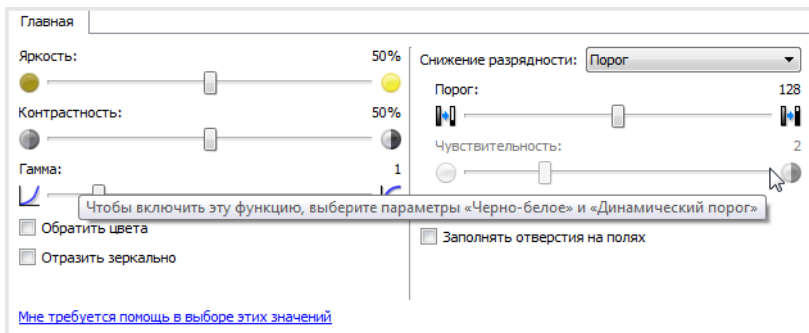 Главная
Яркость: 50%
Контрастность: 50%
Гамма: 1
Обратить цвета
Отразить зеркально
Мне требуется помощь в выборе этих значений
Снижение разрядности: Порог
Порог: 128
Чувствительность: 2
Чтобы включить эту функцию, выберите параметры «Черно-белое» и «Динамический порог»
Заполнять отверстия на полях